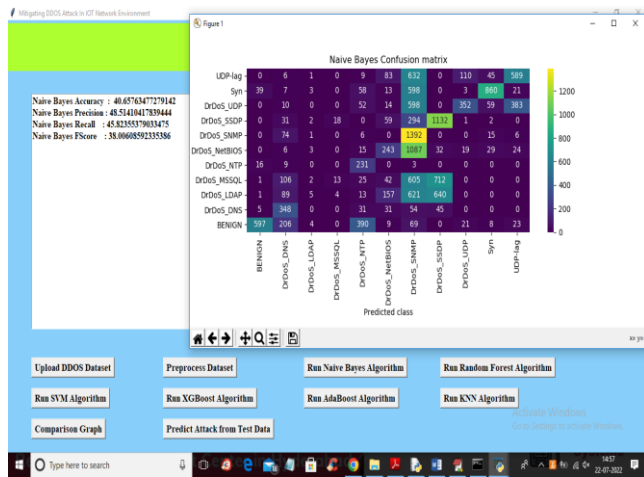 Mitigating DDOS Attack In IOT Network Environment
Figure 1
Naive Bayes Accuracy : 40.65763477279142
Naive Bayes Precision : 48.51410417839444
Naive Bayes Recall : 45.82355379033475
Naive Bayes FScore : 38.00608592335386
Naive Bayes Confusion matrix
UDP-lag 0 6 1 0 9 83 632 0 110 45 589
Syn 39 7 3 0 58 13 598 0 3 860 21
DrDoS_UDP 0 10 0 0 52 14 598 0 352 59 383
DrDoS_SSDP 0 31 2 18 0 59 294 1132 1 2 0
DrDoS_SNMP 0 74 1 0 6 0 1392 0 0 15 6
DrDoS_NetBIOS 0 6 3 0 15 243 1087 32 19 29 24
DrDoS_NTP 16 9 0 0 231 0 3 0 0 0 0
DrDoS_MSSQL 1 106 2 13 25 42 605 712 0 0 0
DrDoS_LDAP 1 89 5 4 13 157 621 640 0 0 0
DrDoS_DNS 5 348 0 0 31 31 54 45 0 0 0
BENIGN 597 206 4 0 390 9 69 0 21 8 23
BENIGN DrDoS_DNS DrDoS_LDAP DrDoS_MSSQL DrDoS_NTP DrDoS_NetBIOS DrDoS_SNMP DrDoS_SSDP DrDoS_UDP Syn UDP-lag
Predicted class
1200
1000
800
600
400
200
0
Upload DDOS Dataset
Preprocess Dataset
Run Naive Bayes Algorithm
Run Random Forest Algorithm
Run SVM Algorithm
Run XGBoost Algorithm
Run AdaBoost Algorithm
Run KNN Algorithm
Comparison Graph
Predict Attack from Test Data
Activate Windows
Go to Settings to activate Windows.
Type here to search
14:57
22-07-2022